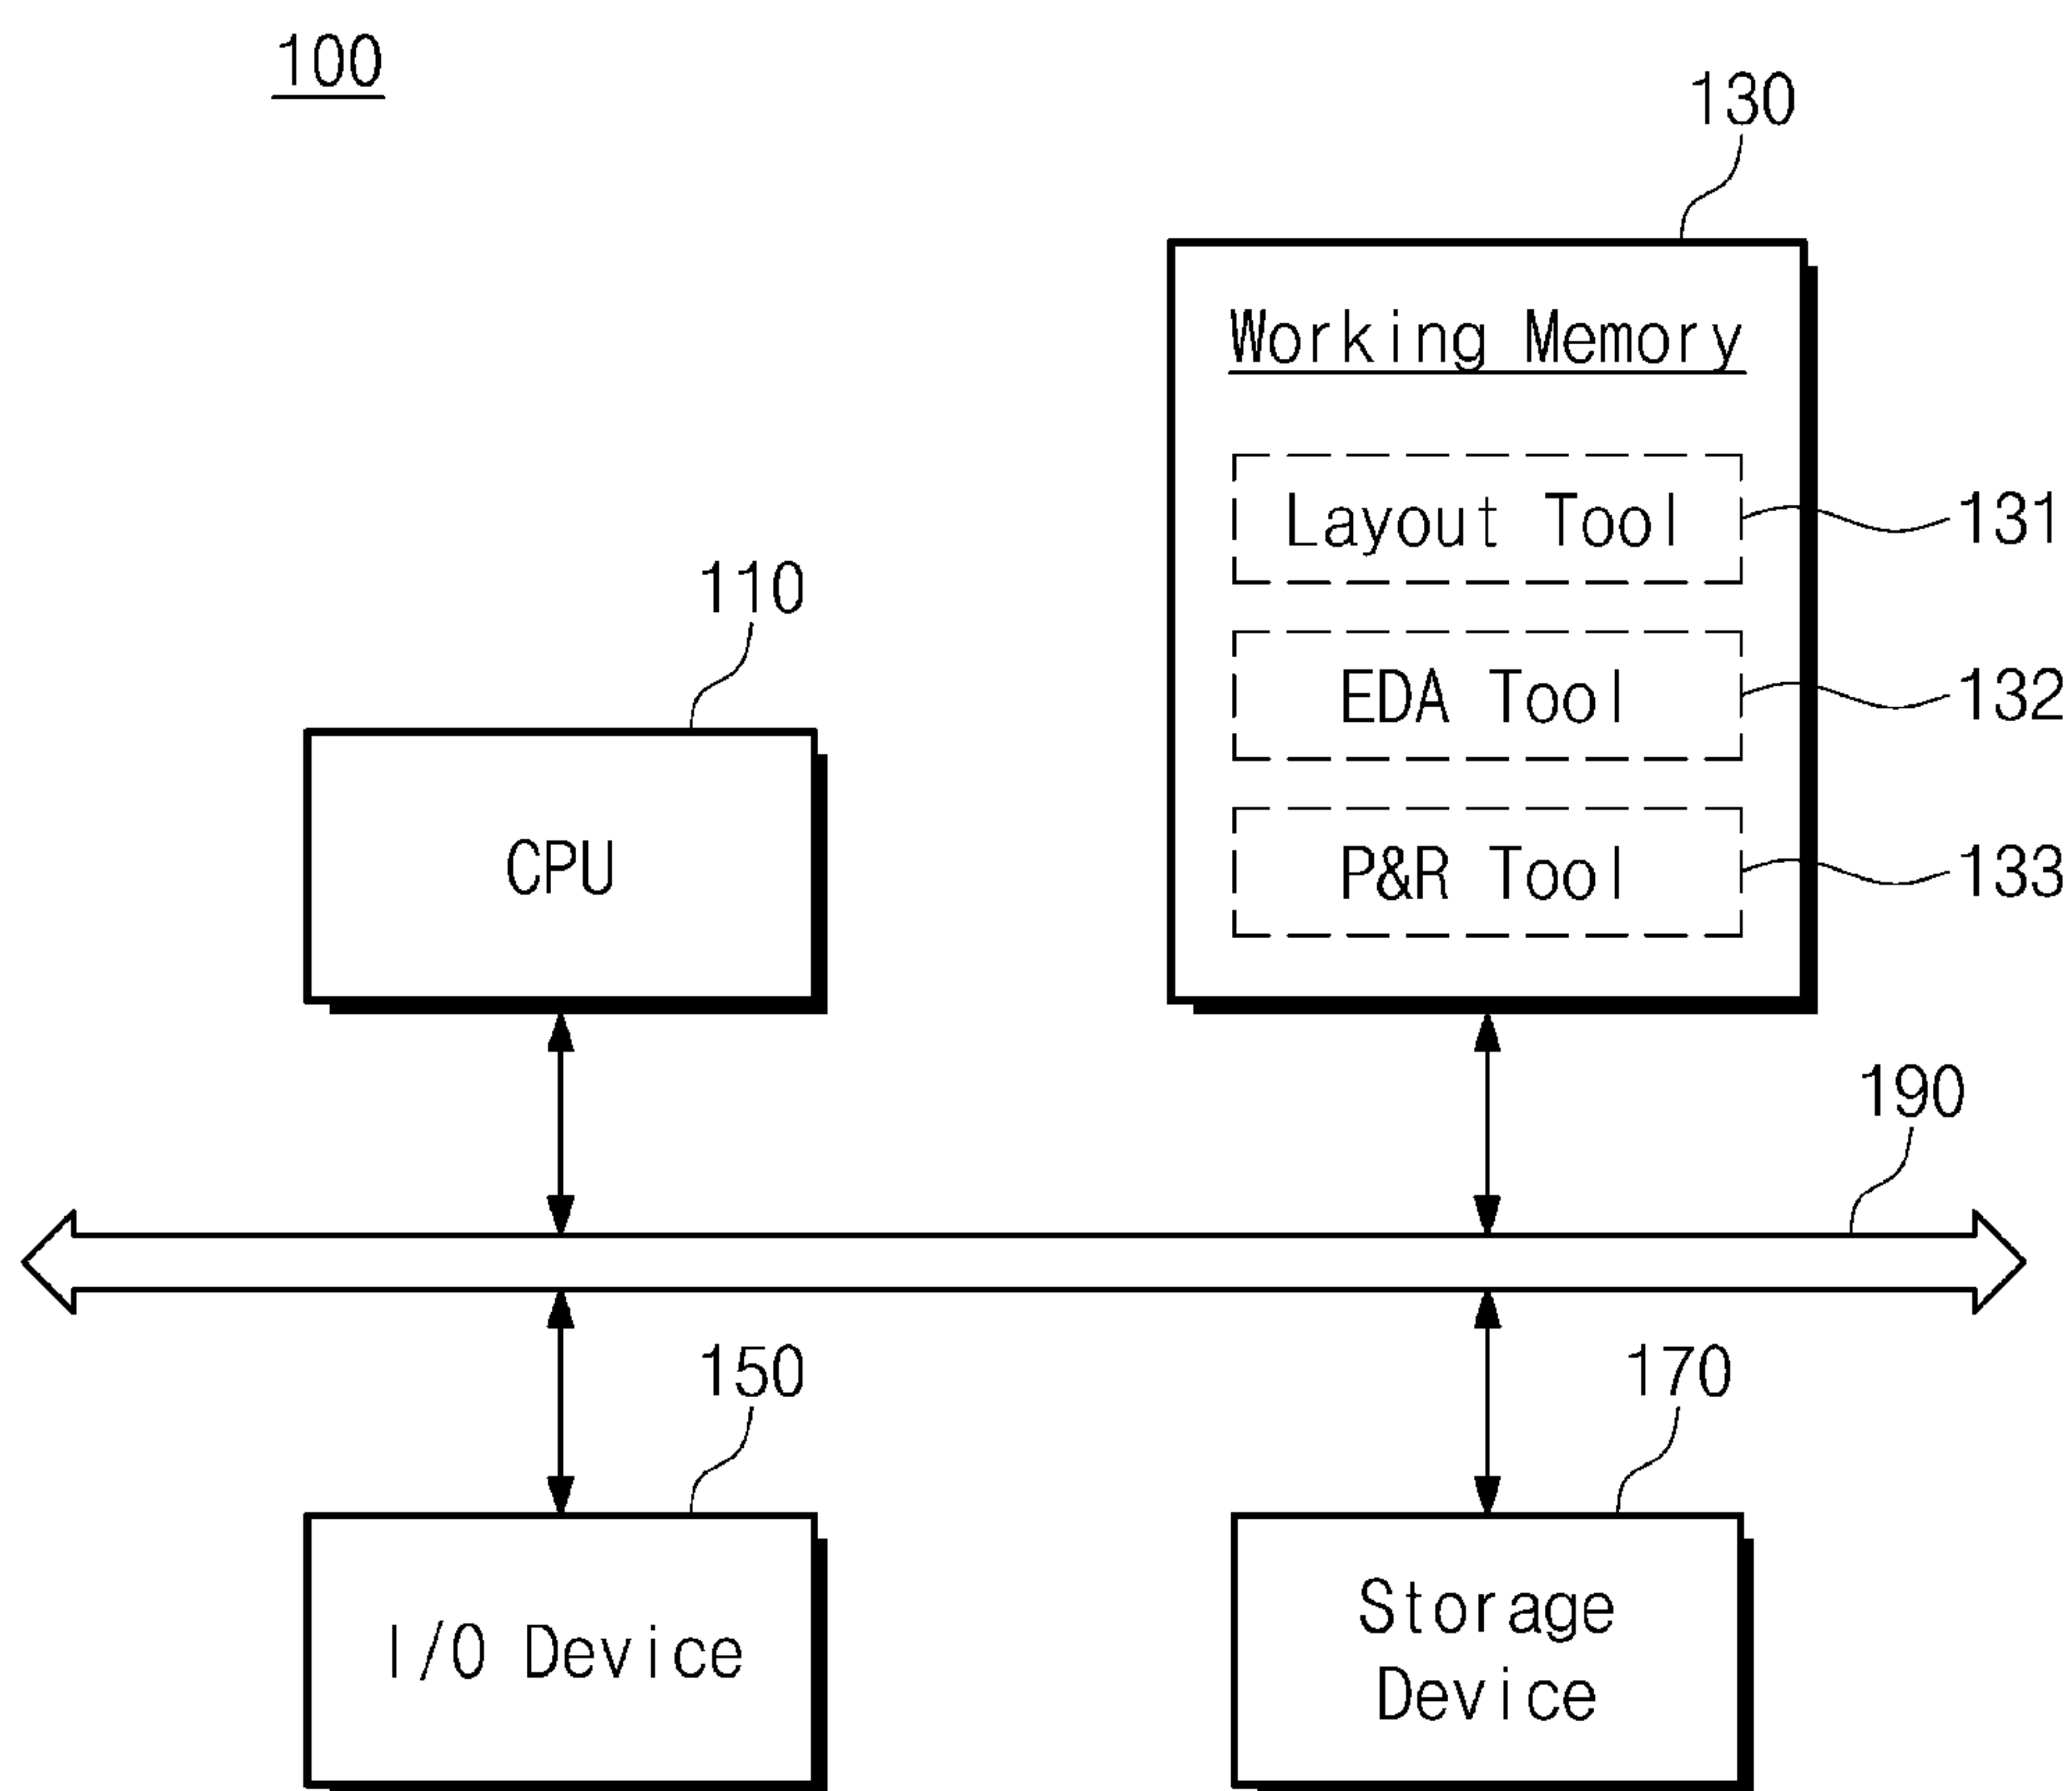 100
130
Working Memory
Layout Tool
131
110
EDA Tool
132
CPU
P&R Tool
133
190
150
170
I/O Device
Storage
Device